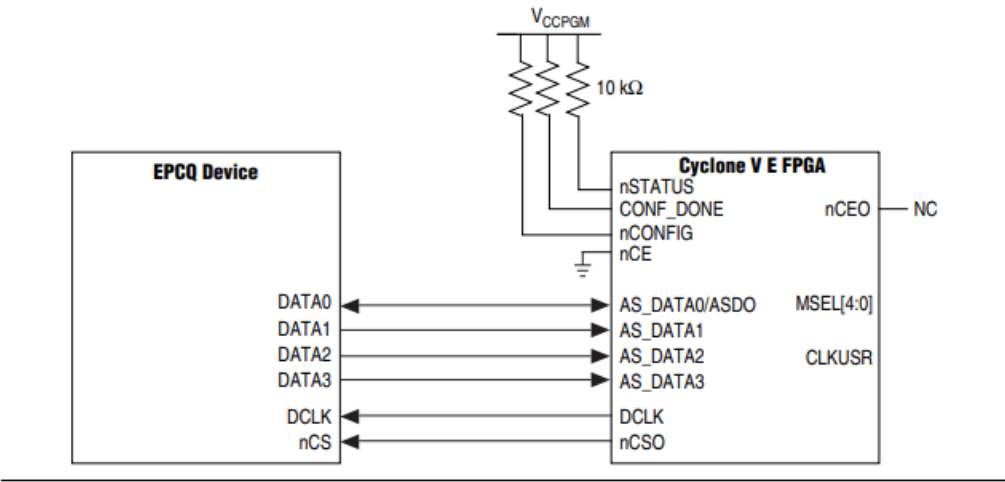 V_CCPGM
10 kΩ
EPCQ Device
DATA0
DATA1
DATA2
DATA3
DCLK
nCS
Cyclone V E FPGA
nSTATUS
CONF_DONE
nCONFIG
nCE
AS_DATA0/ASDO
AS_DATA1
AS_DATA2
AS_DATA3
DCLK
nCSO
nCEO
NC
MSEL[4:0]
CLKUSR